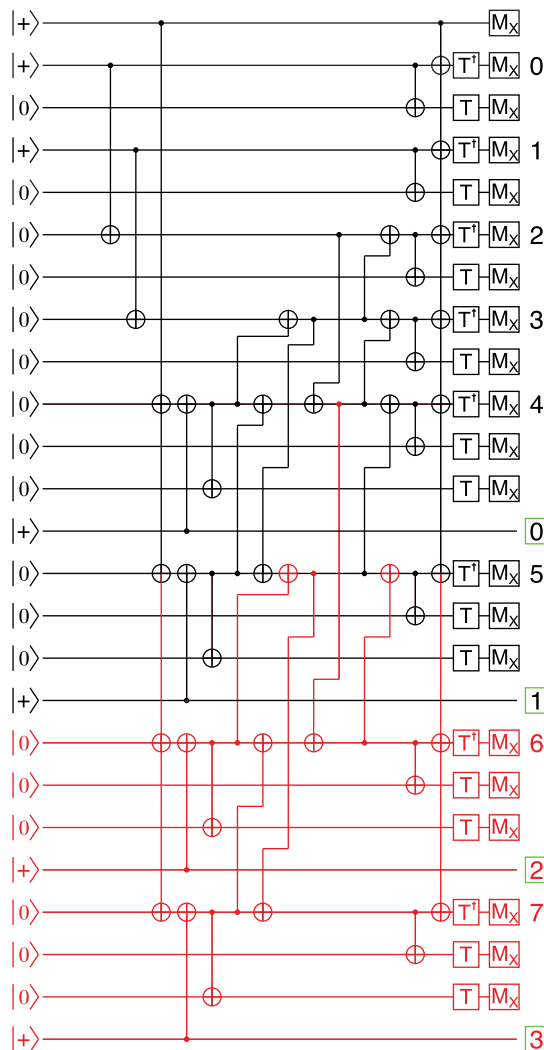 |+⟩ M_X
|+⟩ T† M_X 0
|0⟩ T M_X
|+⟩ T† M_X 1
|0⟩ T M_X
|0⟩ T† M_X 2
|0⟩ T M_X
|0⟩ T† M_X 3
|0⟩ T M_X
|0⟩ T† M_X 4
|0⟩ T M_X
|0⟩ T M_X
|+⟩ 0
|0⟩ T† M_X 5
|0⟩ T M_X
|0⟩ T M_X
|+⟩ 1
|0⟩ T† M_X 6
|0⟩ T M_X
|0⟩ T M_X
|+⟩ 2
|0⟩ T† M_X 7
|0⟩ T M_X
|0⟩ T M_X
|+⟩ 3